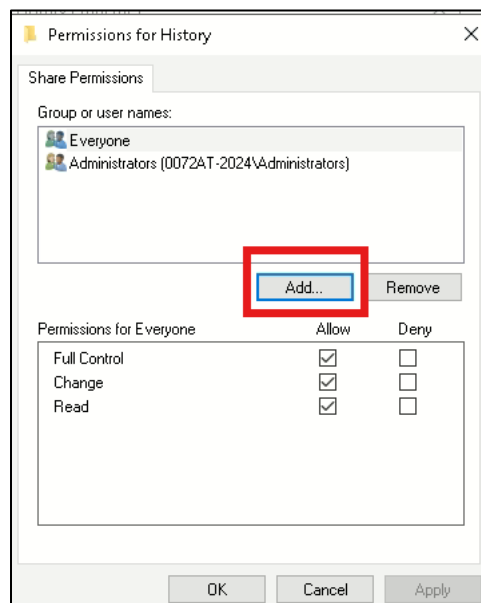 Permissions for History
Share Permissions
Group or user names:
Everyone
Administrators (0072AT-2024\Administrators)
Add...
Remove
Permissions for Everyone
Allow
Deny
Full Control
Change
Read
OK
Cancel
Apply